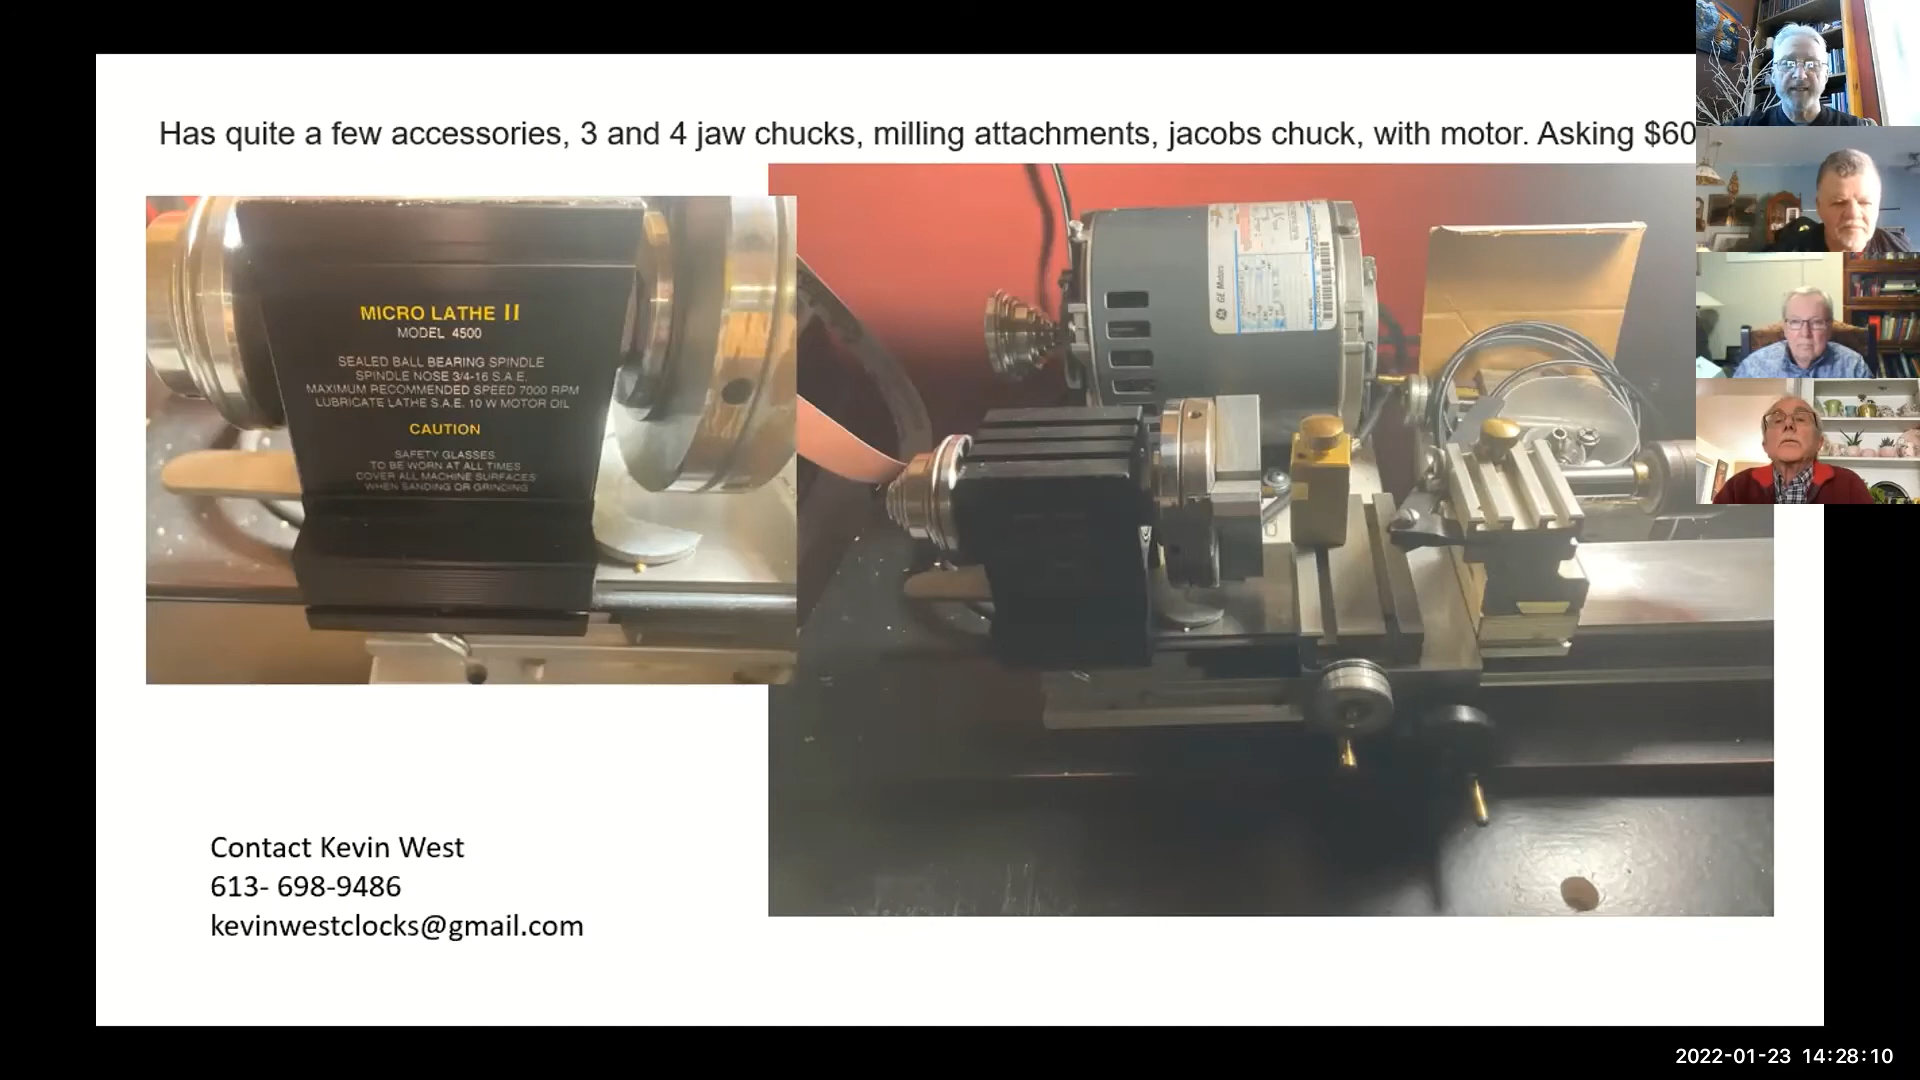 Has quite a few accessories, 3 and 4 jaw chucks, milling attachments, jacobs chuck, with motor. Asking $60
MICRO LATHE II
MODEL 4500
SEALED BALL BEARING SPINDLE
SPINDLE NOSE 3/4-16 S.A.E.
MAXIMUM RECOMMENDED SPEED 7000 RPM
LUBRICATE LATHE S.A.E. 10 W MOTOR OIL
CAUTION
SAFETY GLASSES
TO BE WORN AT ALL TIMES
COVER ALL MACHINE SURFACES
WHEN SANDING OR GRINDING
GE Motors
Contact Kevin West
613- 698-9486
kevinwestclocks@gmail.com
2022-01-23 14:28:10